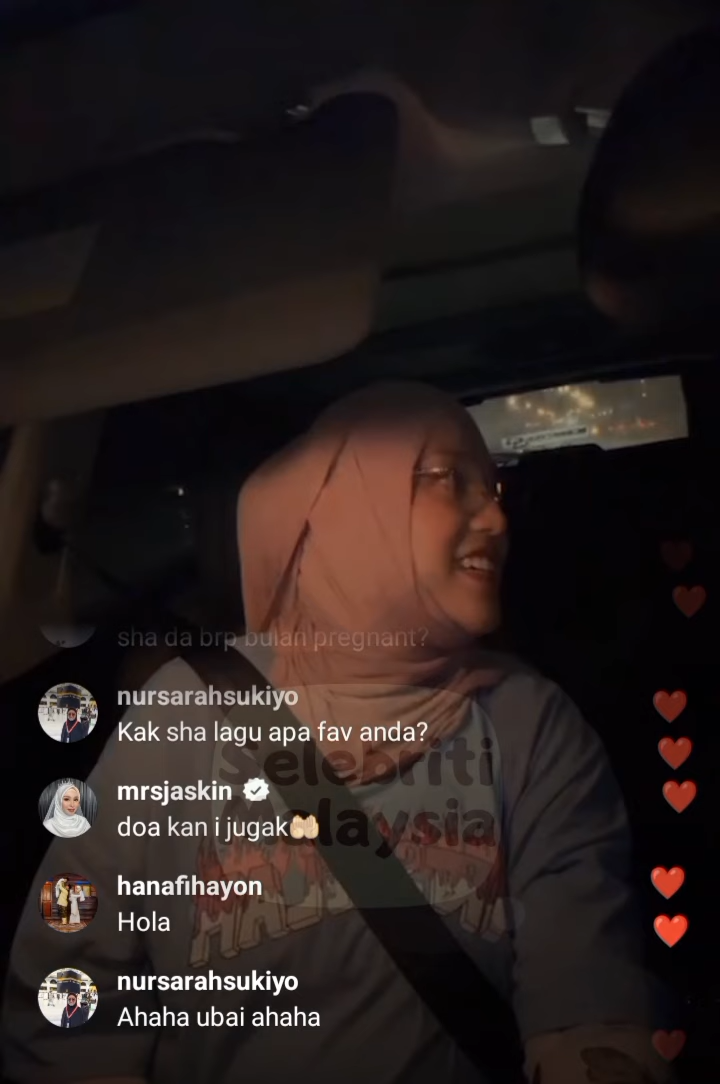 sha da brp bulan pregnant?
nursarahsukiyo
Kak sha lagu apa fav anda?
mrsjaskin
doa kan i jugak🤲🏻
Selebriti
Malaysia
hanafihayon
Hola
nursarahsukiyo
Ahaha ubai ahaha